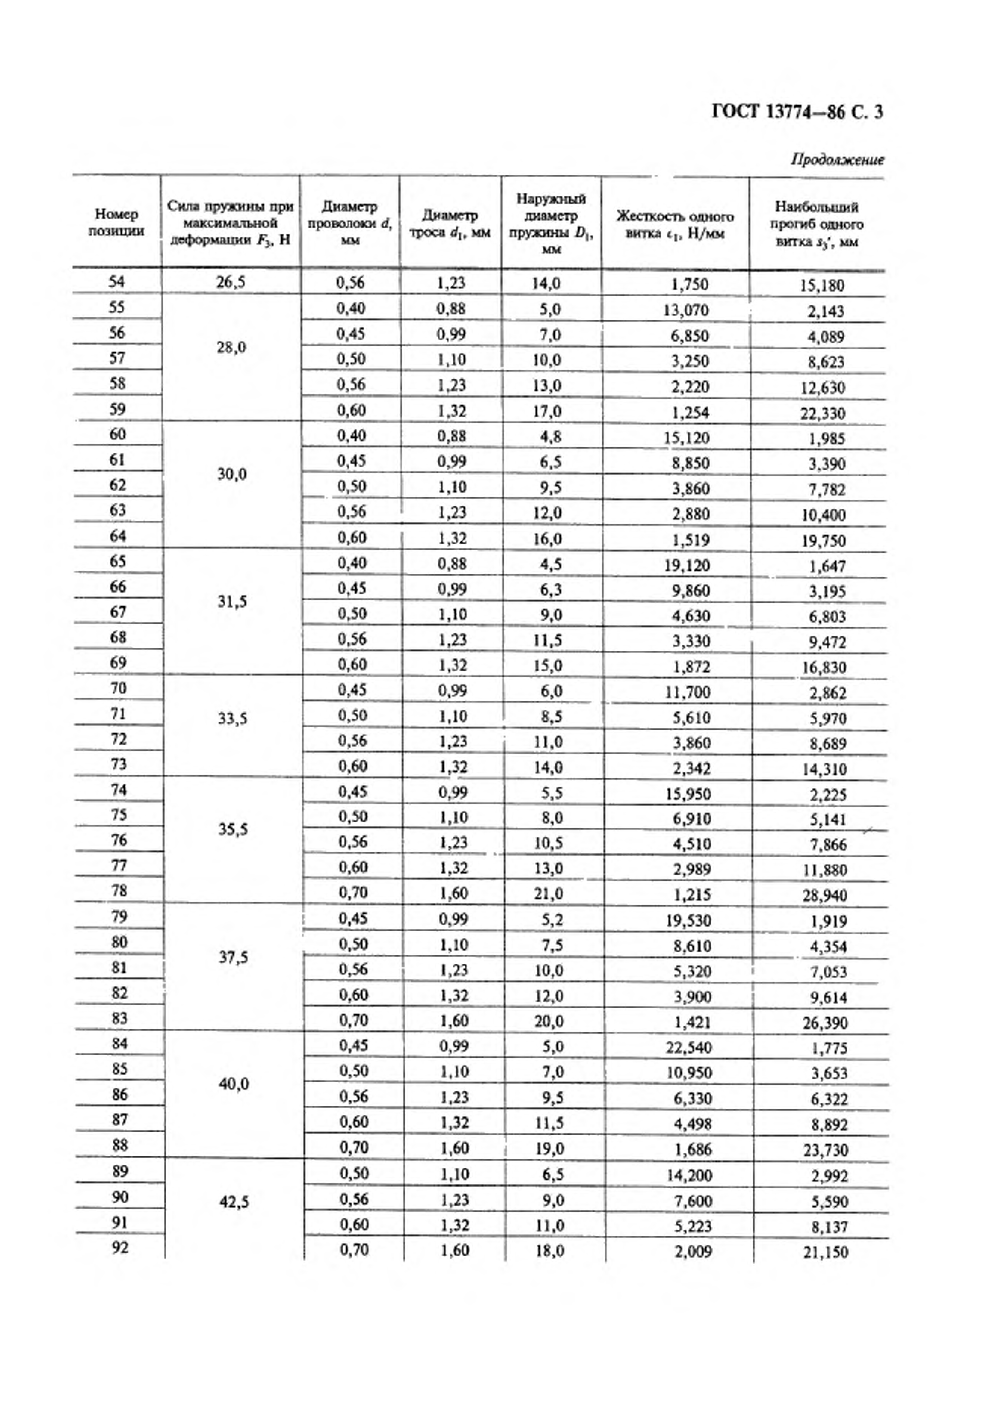 ГОСТ 13774—86 С. 3
Продолжение
Номер позиции | Сила пружины при максимальной деформации F₃, Н | Диаметр проволоки d, мм | Диаметр троса d₁, мм | Наружный диаметр пружины D₁, мм | Жесткость одного витка c₁, Н/мм | Наибольший прогиб одного витка s₃′, мм
54 | 26,5 | 0,56 | 1,23 | 14,0 | 1,750 | 15,180
55 | 28,0 | 0,40 | 0,88 | 5,0 | 13,070 | 2,143
56 | 0,45 | 0,99 | 7,0 | 6,850 | 4,089
57 | 0,50 | 1,10 | 10,0 | 3,250 | 8,623
58 | 0,56 | 1,23 | 13,0 | 2,220 | 12,630
59 | 0,60 | 1,32 | 17,0 | 1,254 | 22,330
60 | 30,0 | 0,40 | 0,88 | 4,8 | 15,120 | 1,985
61 | 0,45 | 0,99 | 6,5 | 8,850 | 3,390
62 | 0,50 | 1,10 | 9,5 | 3,860 | 7,782
63 | 0,56 | 1,23 | 12,0 | 2,880 | 10,400
64 | 0,60 | 1,32 | 16,0 | 1,519 | 19,750
65 | 31,5 | 0,40 | 0,88 | 4,5 | 19,120 | 1,647
66 | 0,45 | 0,99 | 6,3 | 9,860 | 3,195
67 | 0,50 | 1,10 | 9,0 | 4,630 | 6,803
68 | 0,56 | 1,23 | 11,5 | 3,330 | 9,472
69 | 0,60 | 1,32 | 15,0 | 1,872 | 16,830
70 | 33,5 | 0,45 | 0,99 | 6,0 | 11,700 | 2,862
71 | 0,50 | 1,10 | 8,5 | 5,610 | 5,970
72 | 0,56 | 1,23 | 11,0 | 3,860 | 8,689
73 | 0,60 | 1,32 | 14,0 | 2,342 | 14,310
74 | 35,5 | 0,45 | 0,99 | 5,5 | 15,950 | 2,225
75 | 0,50 | 1,10 | 8,0 | 6,910 | 5,141
76 | 0,56 | 1,23 | 10,5 | 4,510 | 7,866
77 | 0,60 | 1,32 | 13,0 | 2,989 | 11,880
78 | 0,70 | 1,60 | 21,0 | 1,215 | 28,940
79 | 37,5 | 0,45 | 0,99 | 5,2 | 19,530 | 1,919
80 | 0,50 | 1,10 | 7,5 | 8,610 | 4,354
81 | 0,56 | 1,23 | 10,0 | 5,320 | 7,053
82 | 0,60 | 1,32 | 12,0 | 3,900 | 9,614
83 | 0,70 | 1,60 | 20,0 | 1,421 | 26,390
84 | 40,0 | 0,45 | 0,99 | 5,0 | 22,540 | 1,775
85 | 0,50 | 1,10 | 7,0 | 10,950 | 3,653
86 | 0,56 | 1,23 | 9,5 | 6,330 | 6,322
87 | 0,60 | 1,32 | 11,5 | 4,498 | 8,892
88 | 0,70 | 1,60 | 19,0 | 1,686 | 23,730
89 | 42,5 | 0,50 | 1,10 | 6,5 | 14,200 | 2,992
90 | 0,56 | 1,23 | 9,0 | 7,600 | 5,590
91 | 0,60 | 1,32 | 11,0 | 5,223 | 8,137
92 | 0,70 | 1,60 | 18,0 | 2,009 | 21,150